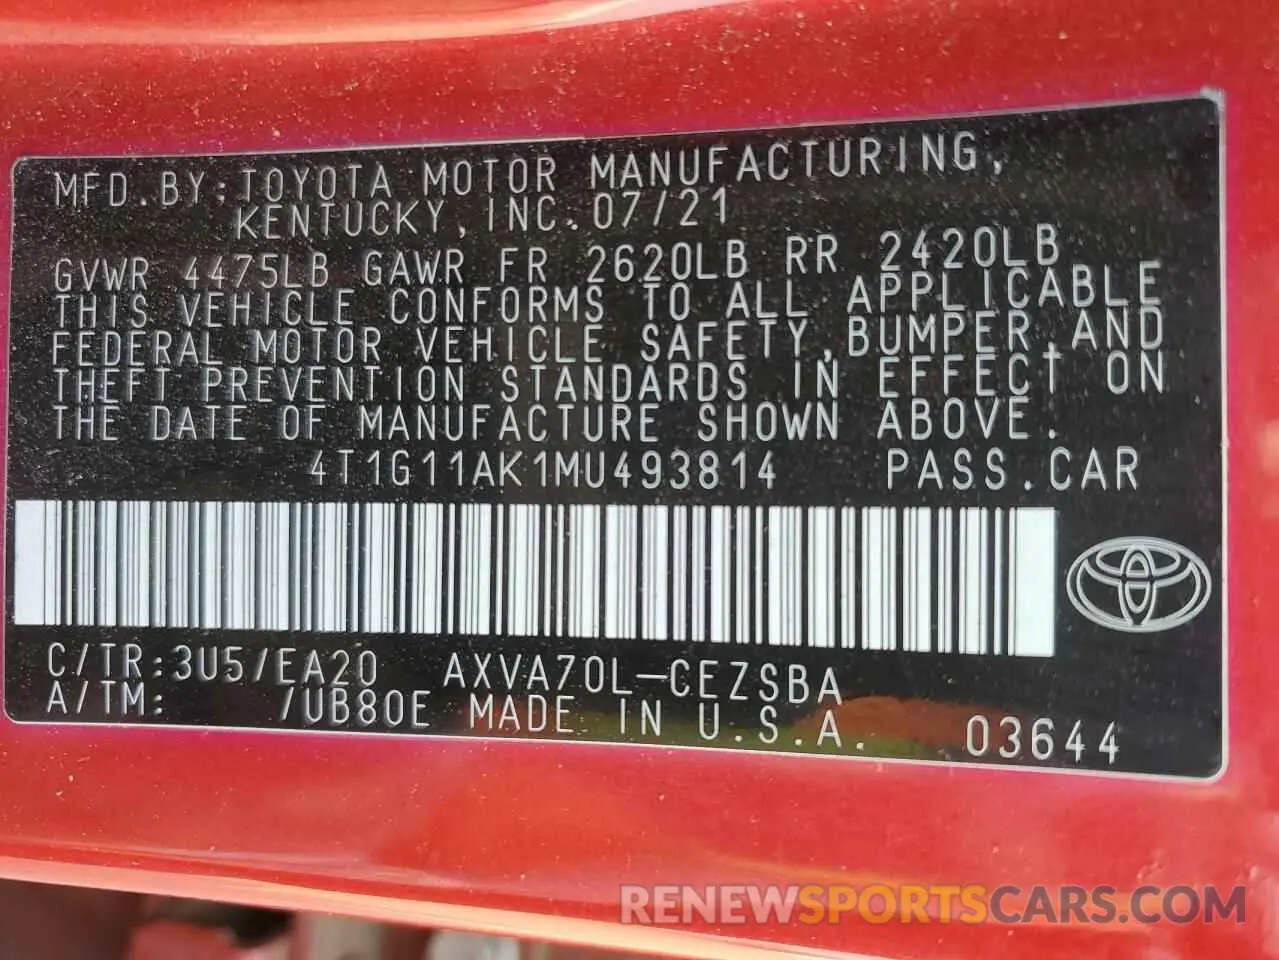 MFD.BY:TOYOTA MOTOR MANUFACTURING,
KENTUCKY, INC. 07/21
GVWR 4475LB GAWR FR 2620LB RR 2420LB
THIS VEHICLE CONFORMS TO ALL APPLICABLE
FEDERAL MOTOR VEHICLE SAFETY,BUMPER,AND
THEFT PREVENTION STANDARDS IN EFFECT ON
THE DATE OF MANUFACTURE SHOWN ABOVE.
4T1G11AK1MU493814 PASS.CAR
C/TR:3U5/EA20 AXVA70L-CEZSBA
A/TM: /UB80E MADE IN U.S.A. 03644
RENEWSPORTSCARS.COM